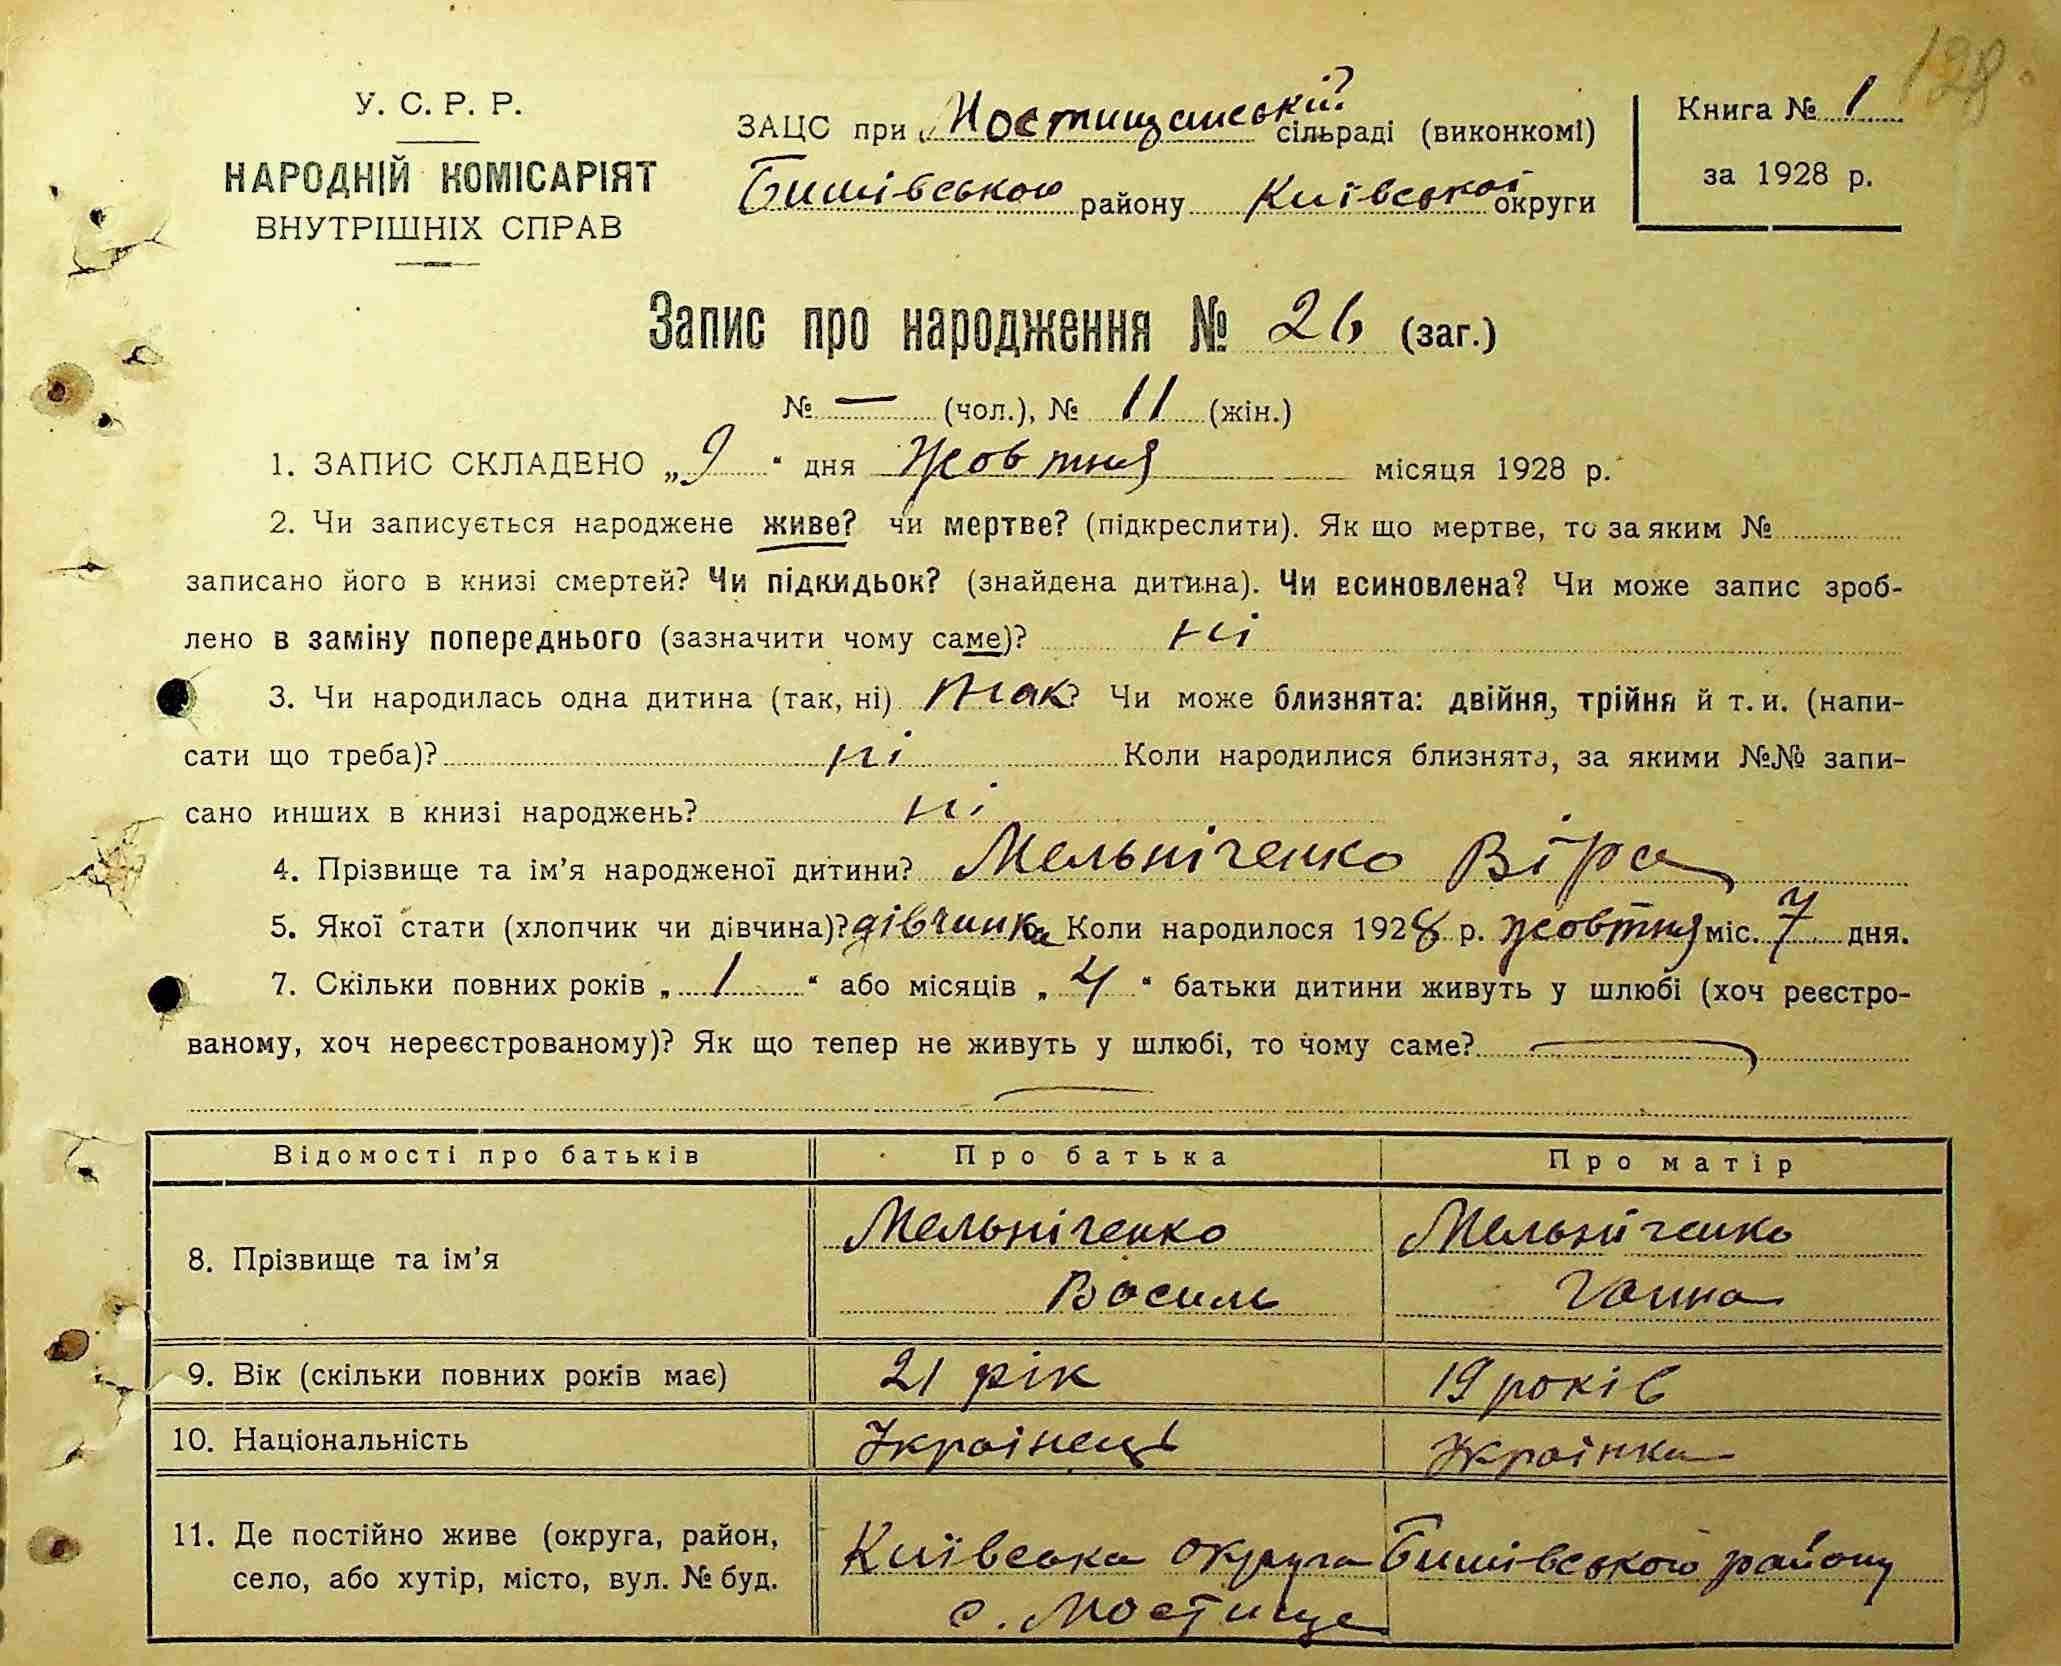 128.
У. С. Р. Р.
НАРОДНІЙ КОМІСАРІЯТ
ВНУТРІШНІХ СПРАВ
ЗАЦС при Мостищанській сільраді (виконкомі)
Бишівського району Київської округи
Книга № 1
за 1928 р.
Запис про народження № 26 (заг.)
№ — (чол.), № 11 (жін.)
1. ЗАПИС СКЛАДЕНО „9“ дня жовтня місяця 1928 р.
2. Чи записується народжене живе? чи мертве? (підкреслити). Як що мертве, то за яким №
записано його в книзі смертей? Чи підкидьок? (знайдена дитина). Чи всиновлена? Чи може запис зроб-
лено в заміну попереднього (зазначити чому саме)? ні
3. Чи народилась одна дитина (так, ні) так? Чи може близнята: двійня, трійня й т. и. (напи-
сати що треба)? ні Коли народилися близнята, за якими №№ запи-
сано инших в книзі народжень? ні
4. Прізвище та ім’я народженої дитини? Мельніченко Віра
5. Якої стати (хлопчик чи дівчина)? дівчинка Коли народилося 1928 р. жовтня міс. 7 дня.
7. Скільки повних років „1“ або місяців „4“ батьки дитини живуть у шлюбі (хоч реєстро-
ваному, хоч нереєстрованому)? Як що тепер не живуть у шлюбі, то чому саме? —
Відомості про батьків Про батька Про матір
8. Прізвище та ім’я Мельніченко Мельніченко
Василь Ганна
9. Вік (скільки повних років має) 21 рік 19 років
10. Національність Українець Українка
11. Де постійно живе (округа, район, Київська округа Бишівського району
село, або хутір, місто, вул. № буд. с. Мостище